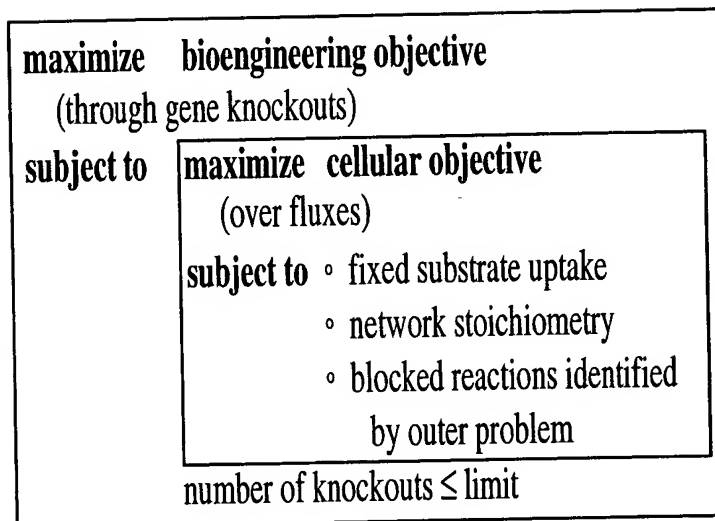 maximize bioengineering objective
(through gene knockouts)
subject to maximize cellular objective
(over fluxes)
subject to ∘ fixed substrate uptake
∘ network stoichiometry
∘ blocked reactions identified
by outer problem
number of knockouts ≤ limit